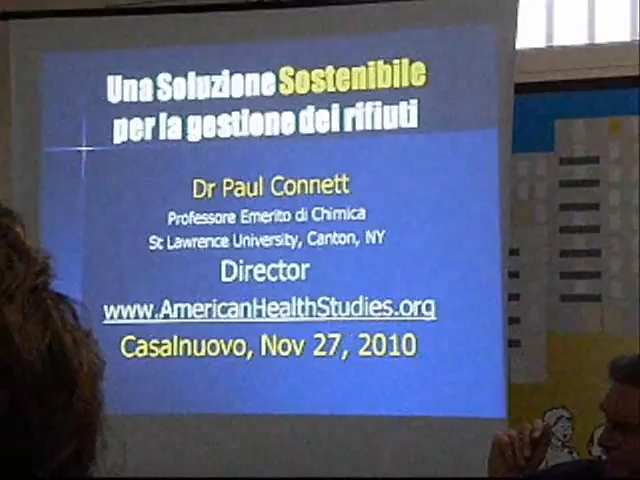 Una Soluzione Sostenibile
per la gestione dei rifiuti
Dr Paul Connett
Professore Emerito di Chimica
St Lawrence University, Canton, NY
Director
www.AmericanHealthStudies.org
Casalnuovo, Nov 27, 2010